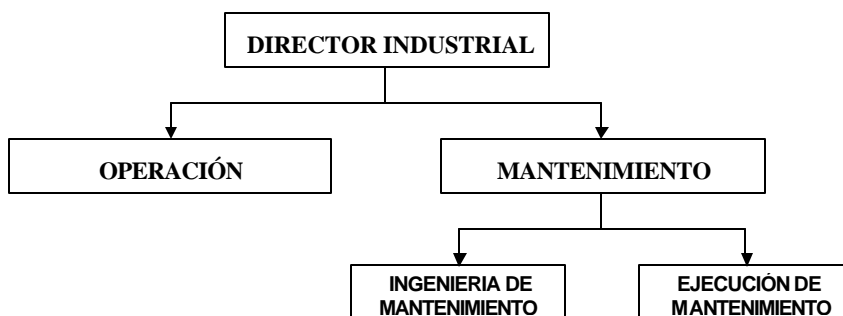 DIRECTOR INDUSTRIAL
OPERACIÓN
MANTENIMIENTO
INGENIERIA DE
MANTENIMIENTO
EJECUCIÓN DE
MANTENIMIENTO